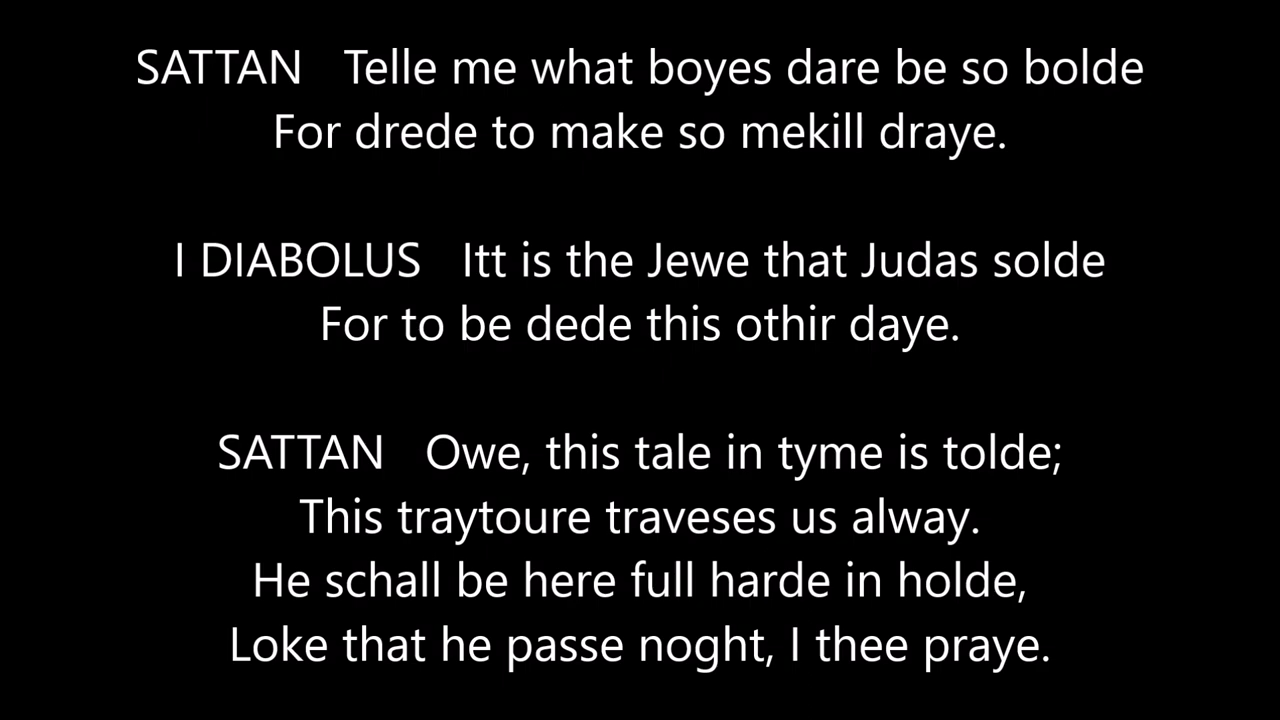 SATTAN Telle me what boyes dare be so bolde
For drede to make so mekill draye.
I DIABOLUS Itt is the Jewe that Judas solde
For to be dede this othir daye.
SATTAN Owe, this tale in tyme is tolde;
This traytoure traveses us alway.
He schall be here full harde in holde,
Loke that he passe noght, I thee praye.